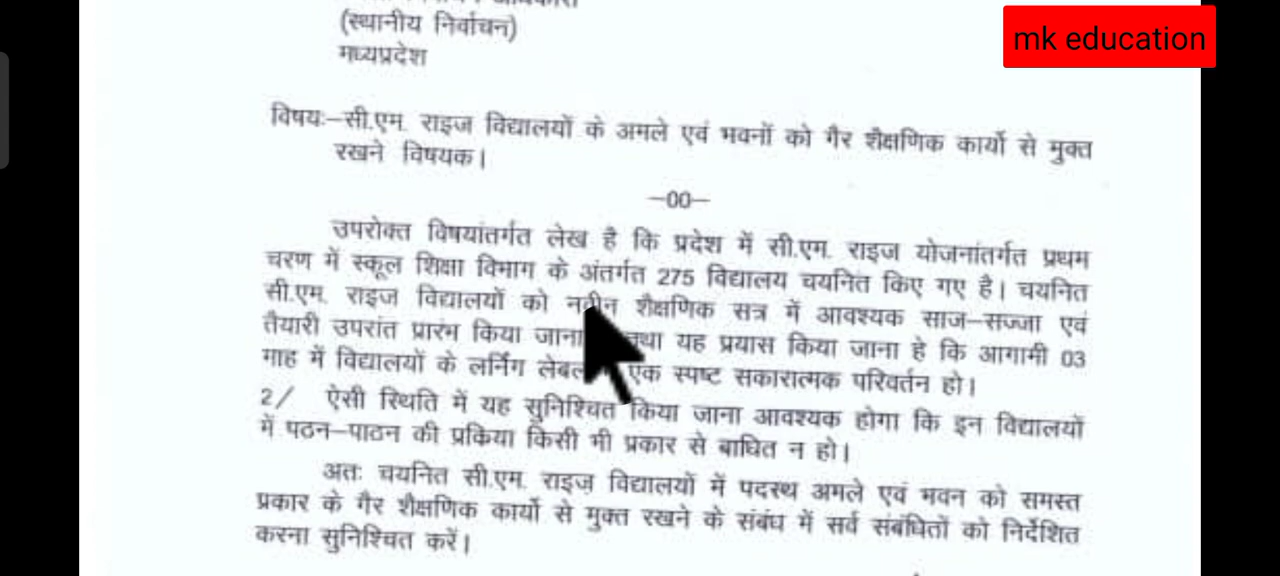 mk education
(स्थानीय निर्वाचन)
मध्यप्रदेश
विषयः–सी.एम. राइज विद्यालयों के अमले एवं भवनों को गैर शैक्षणिक कार्यो से मुक्त
रखने विषयक।
—00—
उपरोक्त विषयांतर्गत लेख है कि प्रदेश में सी.एम. राइज योजनांतर्गत प्रथम
चरण में स्कूल शिक्षा विभाग के अंतर्गत 275 विद्यालय चयनित किए गए है। चयनित
सी.एम. राइज विद्यालयों को नवीन शैक्षणिक सत्र में आवश्यक साज–सज्जा एवं
तैयारी उपरांत प्रारंभ किया जाना तथा यह प्रयास किया जाना हे कि आगामी 03
माह में विद्यालयों के लर्निंग लेबल एक स्पष्ट सकारात्मक परिवर्तन हो।
2/ ऐसी स्थिति में यह सुनिश्चित किया जाना आवश्यक होगा कि इन विद्यालयों
में पठन–पाठन की प्रकिया किसी भी प्रकार से बाधित न हो।
अतः चयनित सी.एम. राइज़ विद्यालयों में पदस्थ अमले एवं भवन को समस्त
प्रकार के गैर शैक्षणिक कार्यो से मुक्त रखने के संबंध में सर्व संबंधितों को निर्देशित
करना सुनिश्चित करें।